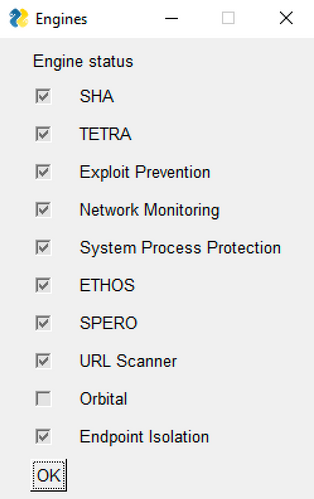 Engines
Engine status
SHA
TETRA
Exploit Prevention
Network Monitoring
System Process Protection
ETHOS
SPERO
URL Scanner
Orbital
Endpoint Isolation
OK